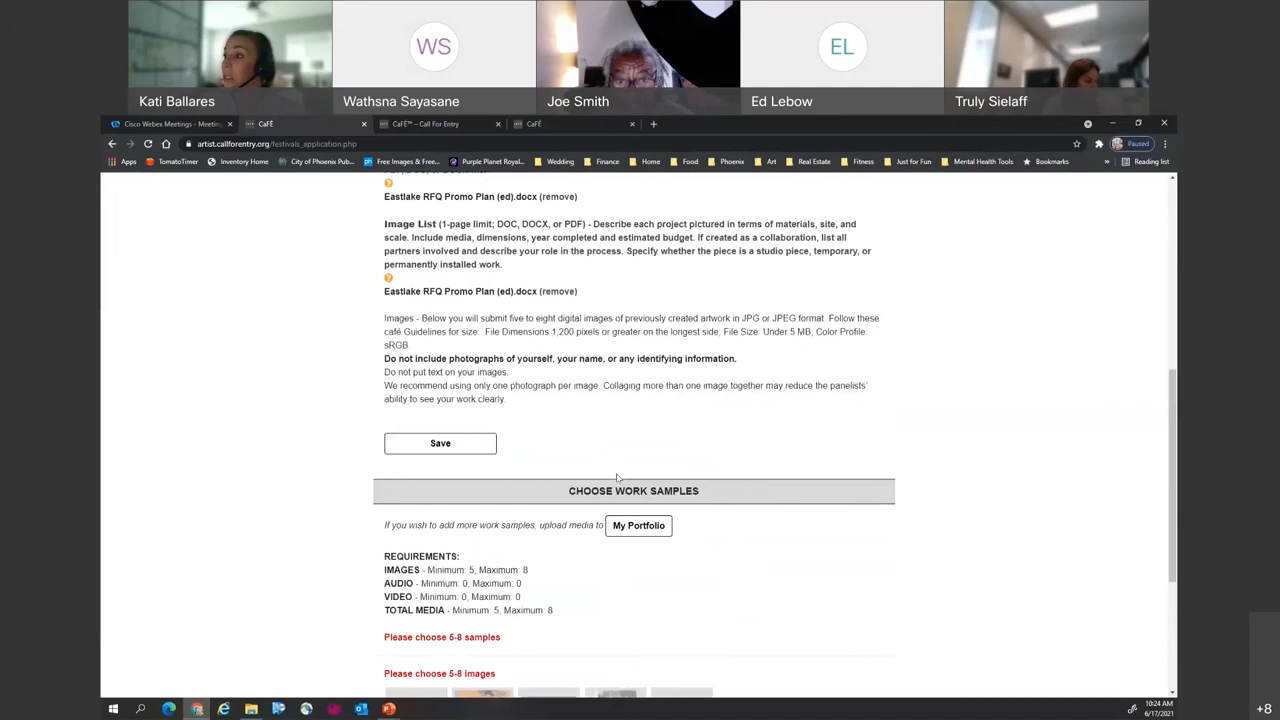 WS
EL
Kati Ballares
Wathsna Sayasane
Joe Smith
Ed Lebow
Truly Sielaff
Cisco Webex Meetings - Meetin
CaFÉ
CaFÉ™ – Call For Entry
CaFÉ
artist.callforentry.org/festivals_application.php
Paused
Apps
TomatoTimer
Inventory Home
City of Phoenix Pub...
Free Images & Free...
Purple Planet Royal...
Wedding
Finance
Home
Food
Phoenix
Art
Real Estate
Fitness
Just for Fun
Mental Health Tools
Bookmarks
Reading list
Eastlake RFQ Promo Plan (ed).docx (remove)
Image List (1-page limit; DOC, DOCX, or PDF) - Describe each project pictured in terms of materials, site, and
scale. Include media, dimensions, year completed and estimated budget. If created as a collaboration, list all
partners involved and describe your role in the process. Specify whether the piece is a studio piece, temporary, or
permanently installed work.
Eastlake RFQ Promo Plan (ed).docx (remove)
Images - Below you will submit five to eight digital images of previously created artwork in JPG or JPEG format. Follow these
café Guidelines for size: File Dimensions 1,200 pixels or greater on the longest side; File Size: Under 5 MB; Color Profile:
sRGB.
Do not include photographs of yourself, your name, or any identifying information.
Do not put text on your images.
We recommend using only one photograph per image. Collaging more than one image together may reduce the panelists'
ability to see your work clearly.
Save
CHOOSE WORK SAMPLES
If you wish to add more work samples, upload media to My Portfolio
REQUIREMENTS:
IMAGES - Minimum: 5, Maximum: 8
AUDIO - Minimum: 0, Maximum: 0
VIDEO - Minimum: 0, Maximum: 0
TOTAL MEDIA - Minimum: 5, Maximum: 8
Please choose 5-8 samples
Please choose 5-8 images
10:24 AM
6/17/2021
+8